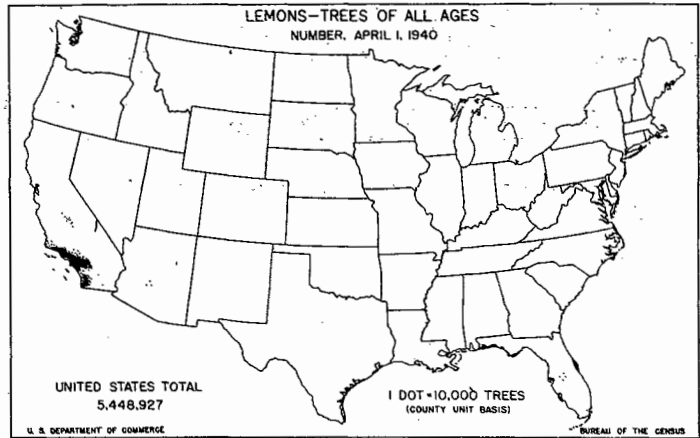 LEMONS-TREES OF ALL AGES
NUMBER, APRIL 1, 1940
UNITED STATES TOTAL
5,448,927
1 DOT=10,000 TREES
(COUNTY UNIT BASIS)
U. S. DEPARTMENT OF COMMERCE
BUREAU OF THE CENSUS